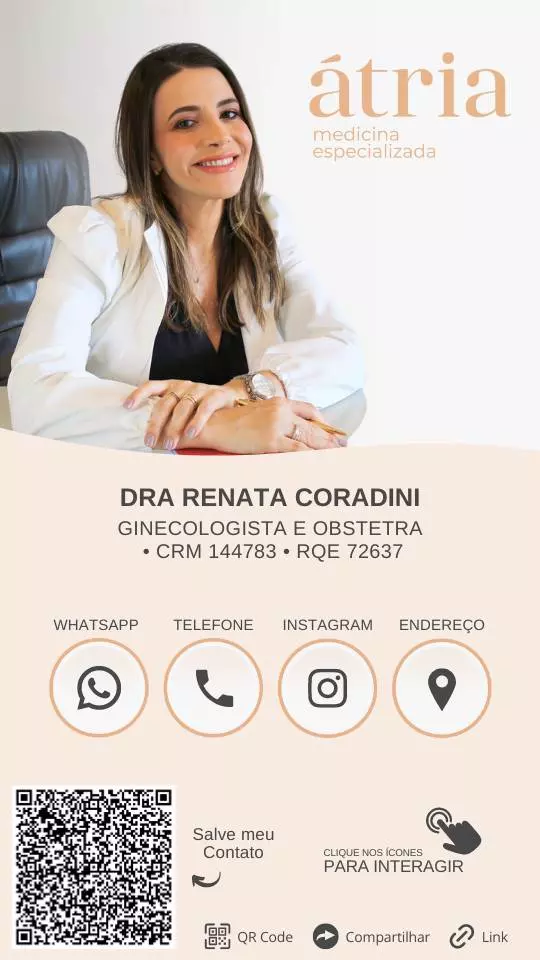 átria
medicina
especializada
DRA RENATA CORADINI
GINECOLOGISTA E OBSTETRA
• CRM 144783 • RQE 72637
WHATSAPP TELEFONE INSTAGRAM ENDEREÇO
Salve meu
Contato
CLIQUE NOS ÍCONES
PARA INTERAGIR
QR Code Compartilhar Link